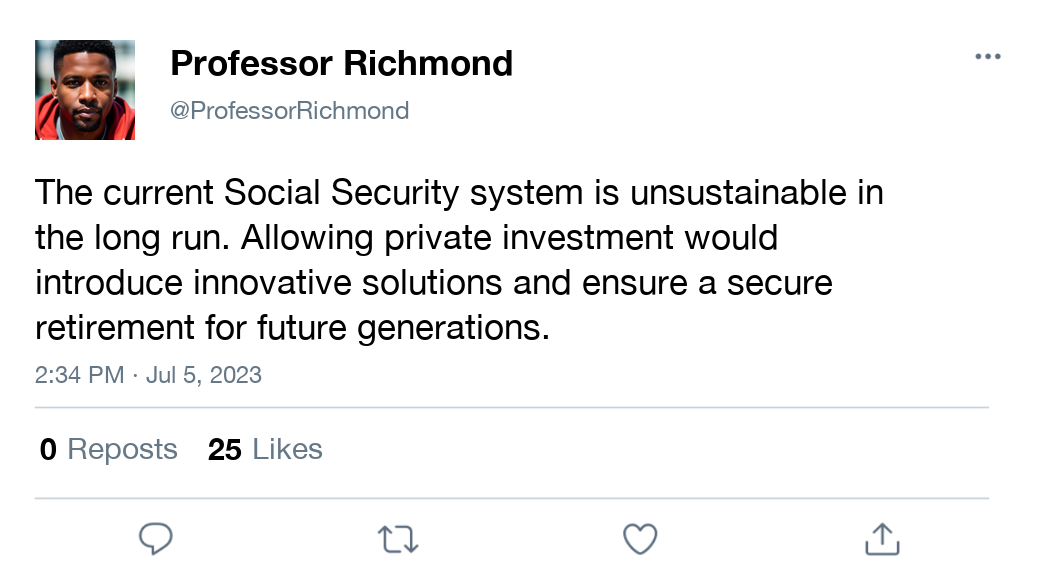 Professor Richmond
@ProfessorRichmond
The current Social Security system is unsustainable in
the long run. Allowing private investment would
introduce innovative solutions and ensure a secure
retirement for future generations.
2:34 PM · Jul 5, 2023
0 Reposts 25 Likes